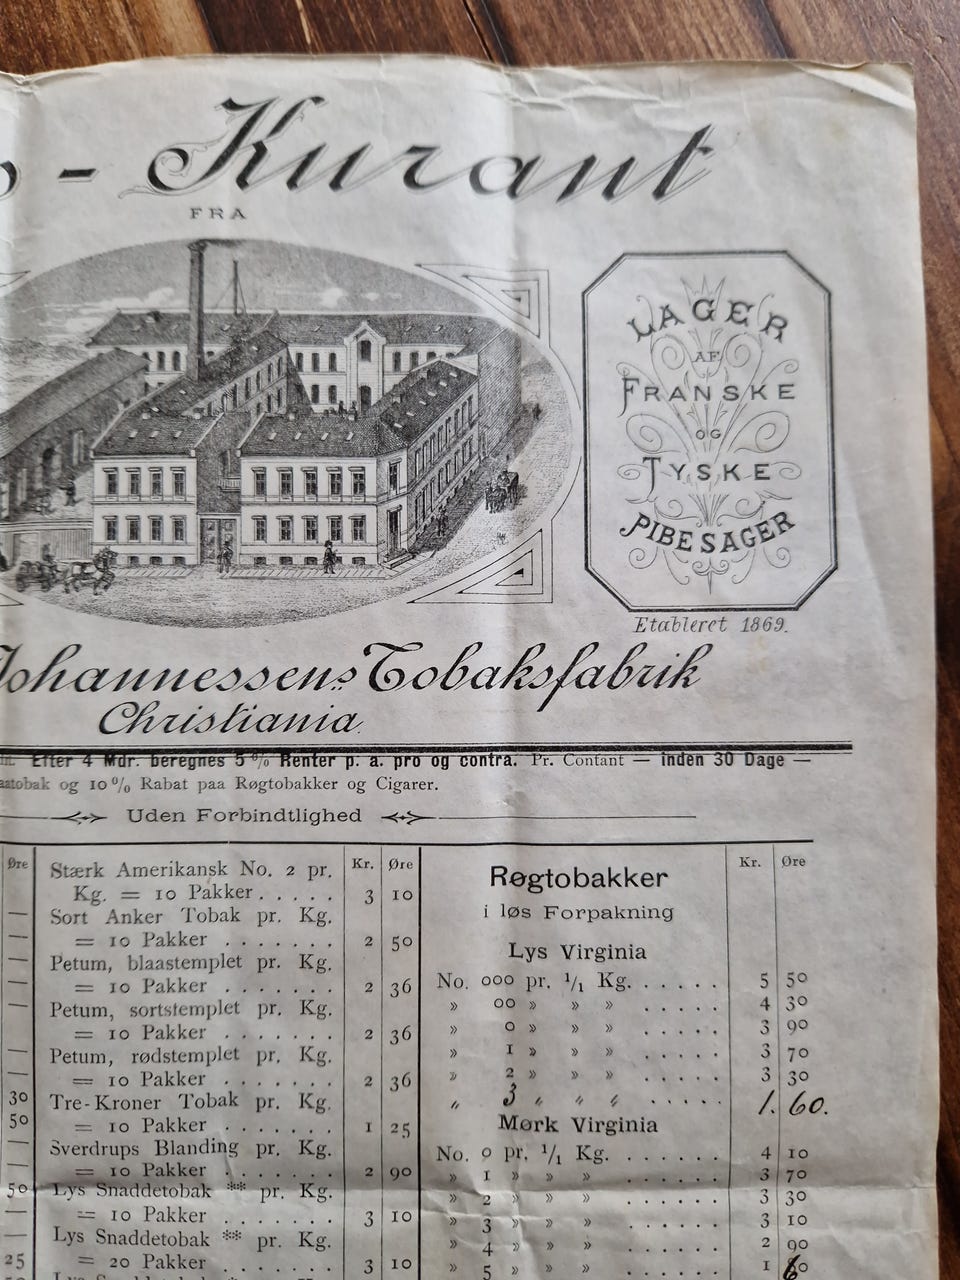 - Kurant
FRA
LAGER
AF
FRANSKE
OG
TYSKE
PIBESAGER
Etableret 1869.
Johannessens Tobaksfabrik
Christiania.
Efter 4 Mdr. beregnes 5 % Renter p. a. pro og contra. Pr. Contant — inden 30 Dage —
og 10 % Rabat paa Røgtobakker og Cigarer.
Uden Forbindtlighed
Øre
—
—
—
—
—
30
50
—
50
—
25
Kr. Øre
Stærk Amerikansk No. 2 pr.
Kg. = 10 Pakker . . . . . 3 10
Sort Anker Tobak pr. Kg.
= 10 Pakker . . . . . . . 2 50
Petum, blaastemplet pr. Kg.
= 10 Pakker . . . . . . . 2 36
Petum, sortstemplet pr. Kg.
= 10 Pakker . . . . . . . 2 36
Petum, rødstemplet pr. Kg.
= 10 Pakker . . . . . . . 2 36
Tre-Kroner Tobak pr. Kg.
= 10 Pakker . . . . . . . 1 25
Sverdrups Blanding pr. Kg.
= 10 Pakker . . . . . . . 2 90
Lys Snaddetobak ** pr. Kg.
= 10 Pakker . . . . . . . 3 10
Lys Snaddetobak ** pr. Kg.
= 20 Pakker . . . . . . . 3 10
Kr. Øre
Røgtobakker
i løs Forpakning
Lys Virginia
No. 000 pr. 1/1 Kg. . . . . . . 5 50
» 00 » » » . . . . . . 4 30
» 0 » » » . . . . . . 3 90
» 1 » » » . . . . . . 3 70
» 2 » » » . . . . . . 3 30
„ 3 „ „ „ . . . . . . 1. 60.
Mørk Virginia
No. 0 pr. 1/1 Kg. . . . . . . 4 10
» 1 » » » . . . . . . 3 70
» 2 » » » . . . . . . 3 30
» 3 » » » . . . . . . 3 10
» 4 » » » . . . . . . 2 90
» 5 » » » . . . . . . 1 60